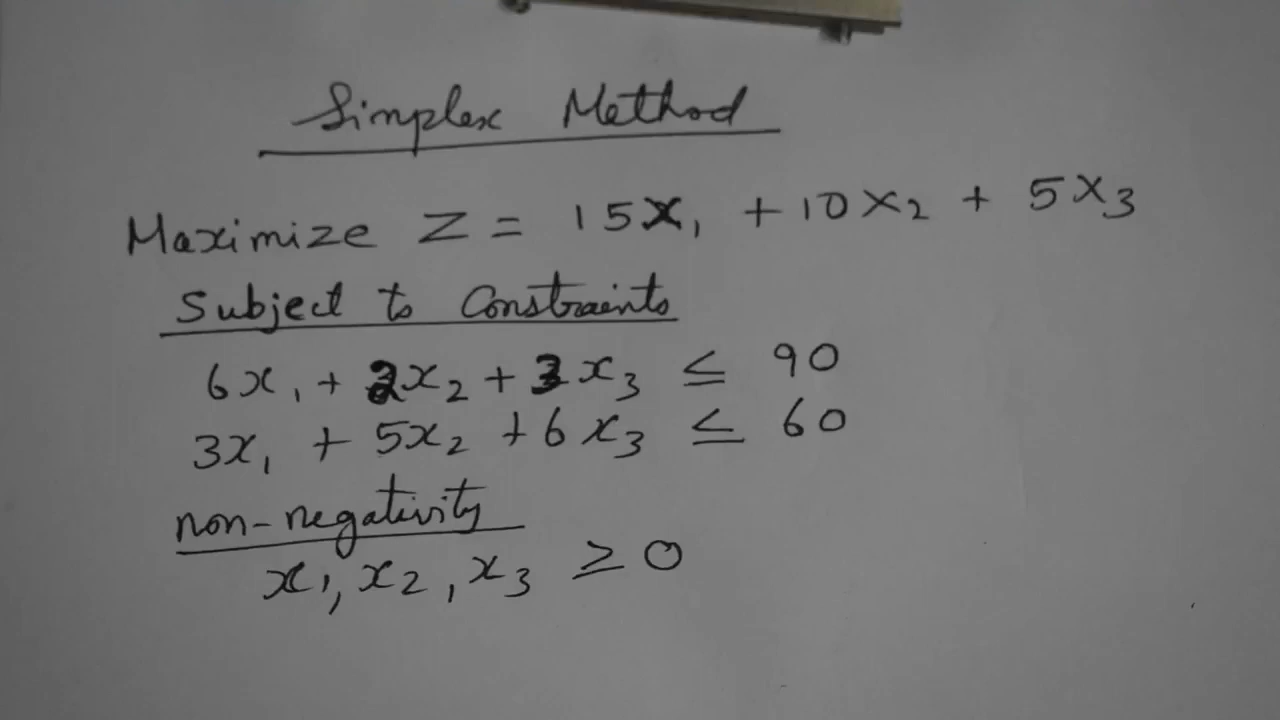 Simplex Method
Maximize Z = 15x₁ + 10x₂ + 5x₃
Subject to Constraints
6x₁ + 2x₂ + 3x₃ ≤ 90
3x₁ + 5x₂ + 6x₃ ≤ 60
non-negativity
x₁, x₂, x₃ ≥ 0